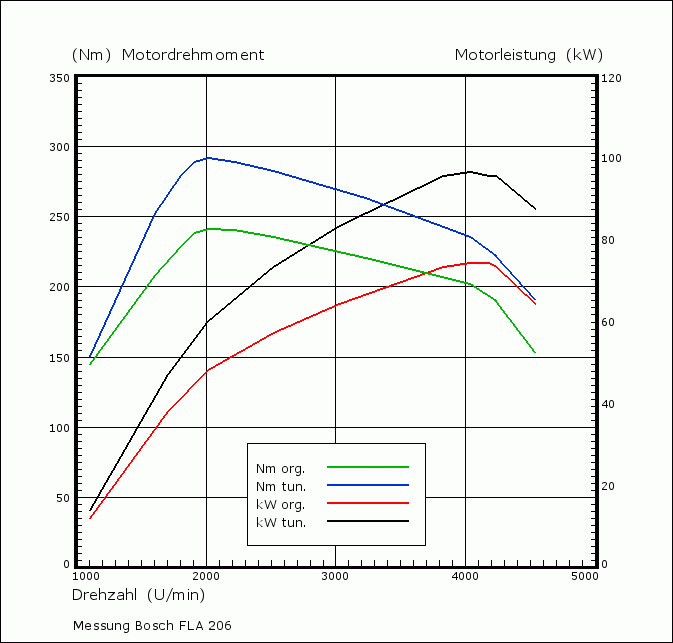 (Nm) Motordrehmoment Motorleistung (kW)
350 120
300 100
250 80
200 60
150 40
100 20
50 0
0
1000 2000 3000 4000 5000
Drehzahl (U/min)
Nm org.
Nm tun.
kW org.
kW tun.
Messung Bosch FLA 206